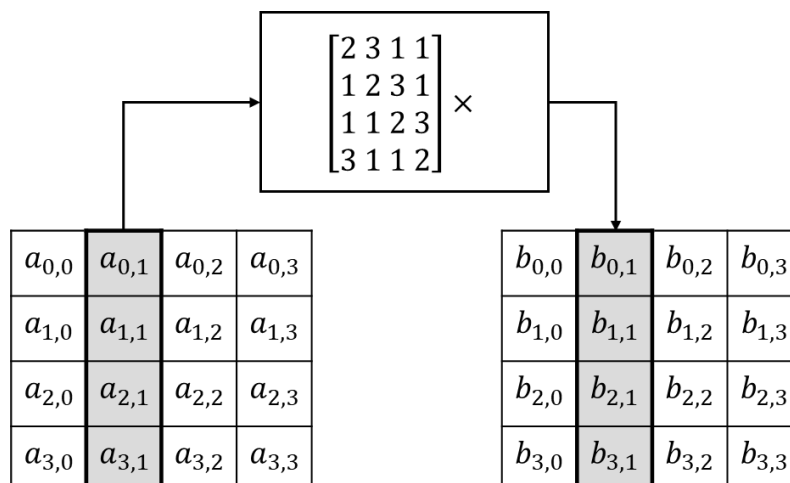 2 3 1 1
1 2 3 1
1 1 2 3
3 1 1 2
×
a0,0 a0,1 a0,2 a0,3
a1,0 a1,1 a1,2 a1,3
a2,0 a2,1 a2,2 a2,3
a3,0 a3,1 a3,2 a3,3
b0,0 b0,1 b0,2 b0,3
b1,0 b1,1 b1,2 b1,3
b2,0 b2,1 b2,2 b2,3
b3,0 b3,1 b3,2 b3,3